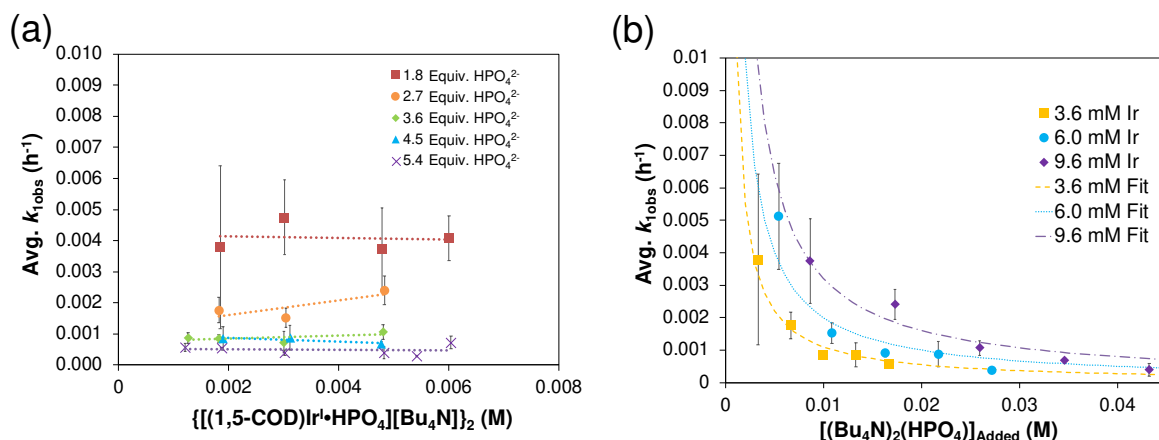 (a)
0.010
0.009
0.008
0.007
0.006
0.005
0.004
0.003
0.002
0.001
0.000
Avg. k1obs (h-1)
1.8 Equiv. HPO₄²⁻
2.7 Equiv. HPO₄²⁻
3.6 Equiv. HPO₄²⁻
4.5 Equiv. HPO₄²⁻
5.4 Equiv. HPO₄²⁻
0 0.002 0.004 0.006 0.008
{[(1,5-COD)Irᴵ•HPO₄][Bu₄N]}₂ (M)
(b)
0.01
0.009
0.008
0.007
0.006
0.005
0.004
0.003
0.002
0.001
0
Avg. k1obs (h-1)
3.6 mM Ir
6.0 mM Ir
9.6 mM Ir
3.6 mM Fit
6.0 mM Fit
9.6 mM Fit
0 0.01 0.02 0.03 0.04
[(Bu₄N)₂(HPO₄)]Added (M)